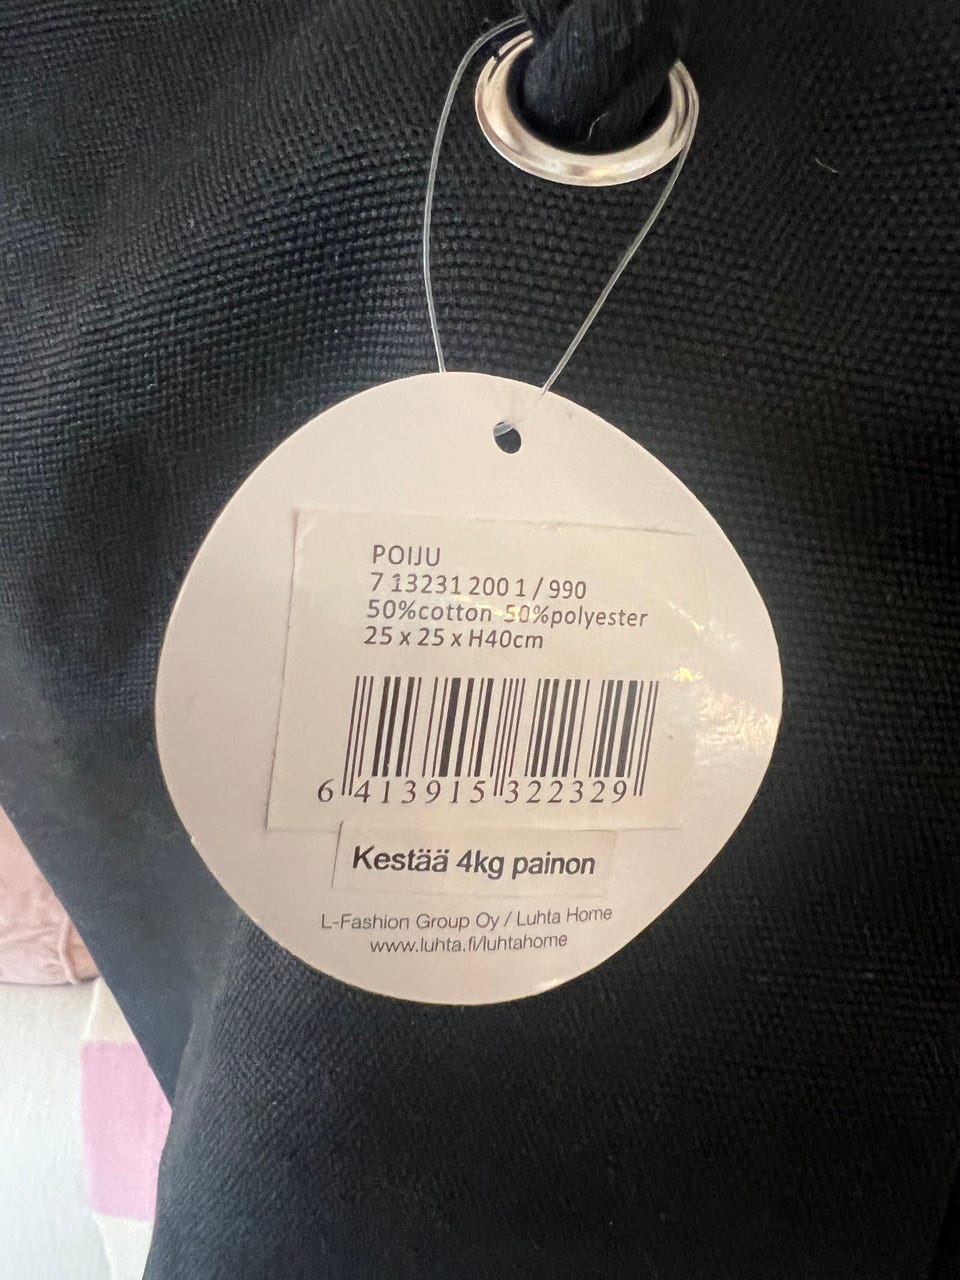 POIJU
7 13231 200 1 / 990
50%cotton 50%polyester
25 x 25 x H40cm
6 413915 322329
Kestää 4kg painon
L-Fashion Group Oy / Luhta Home
www.luhta.fi/luhtahome